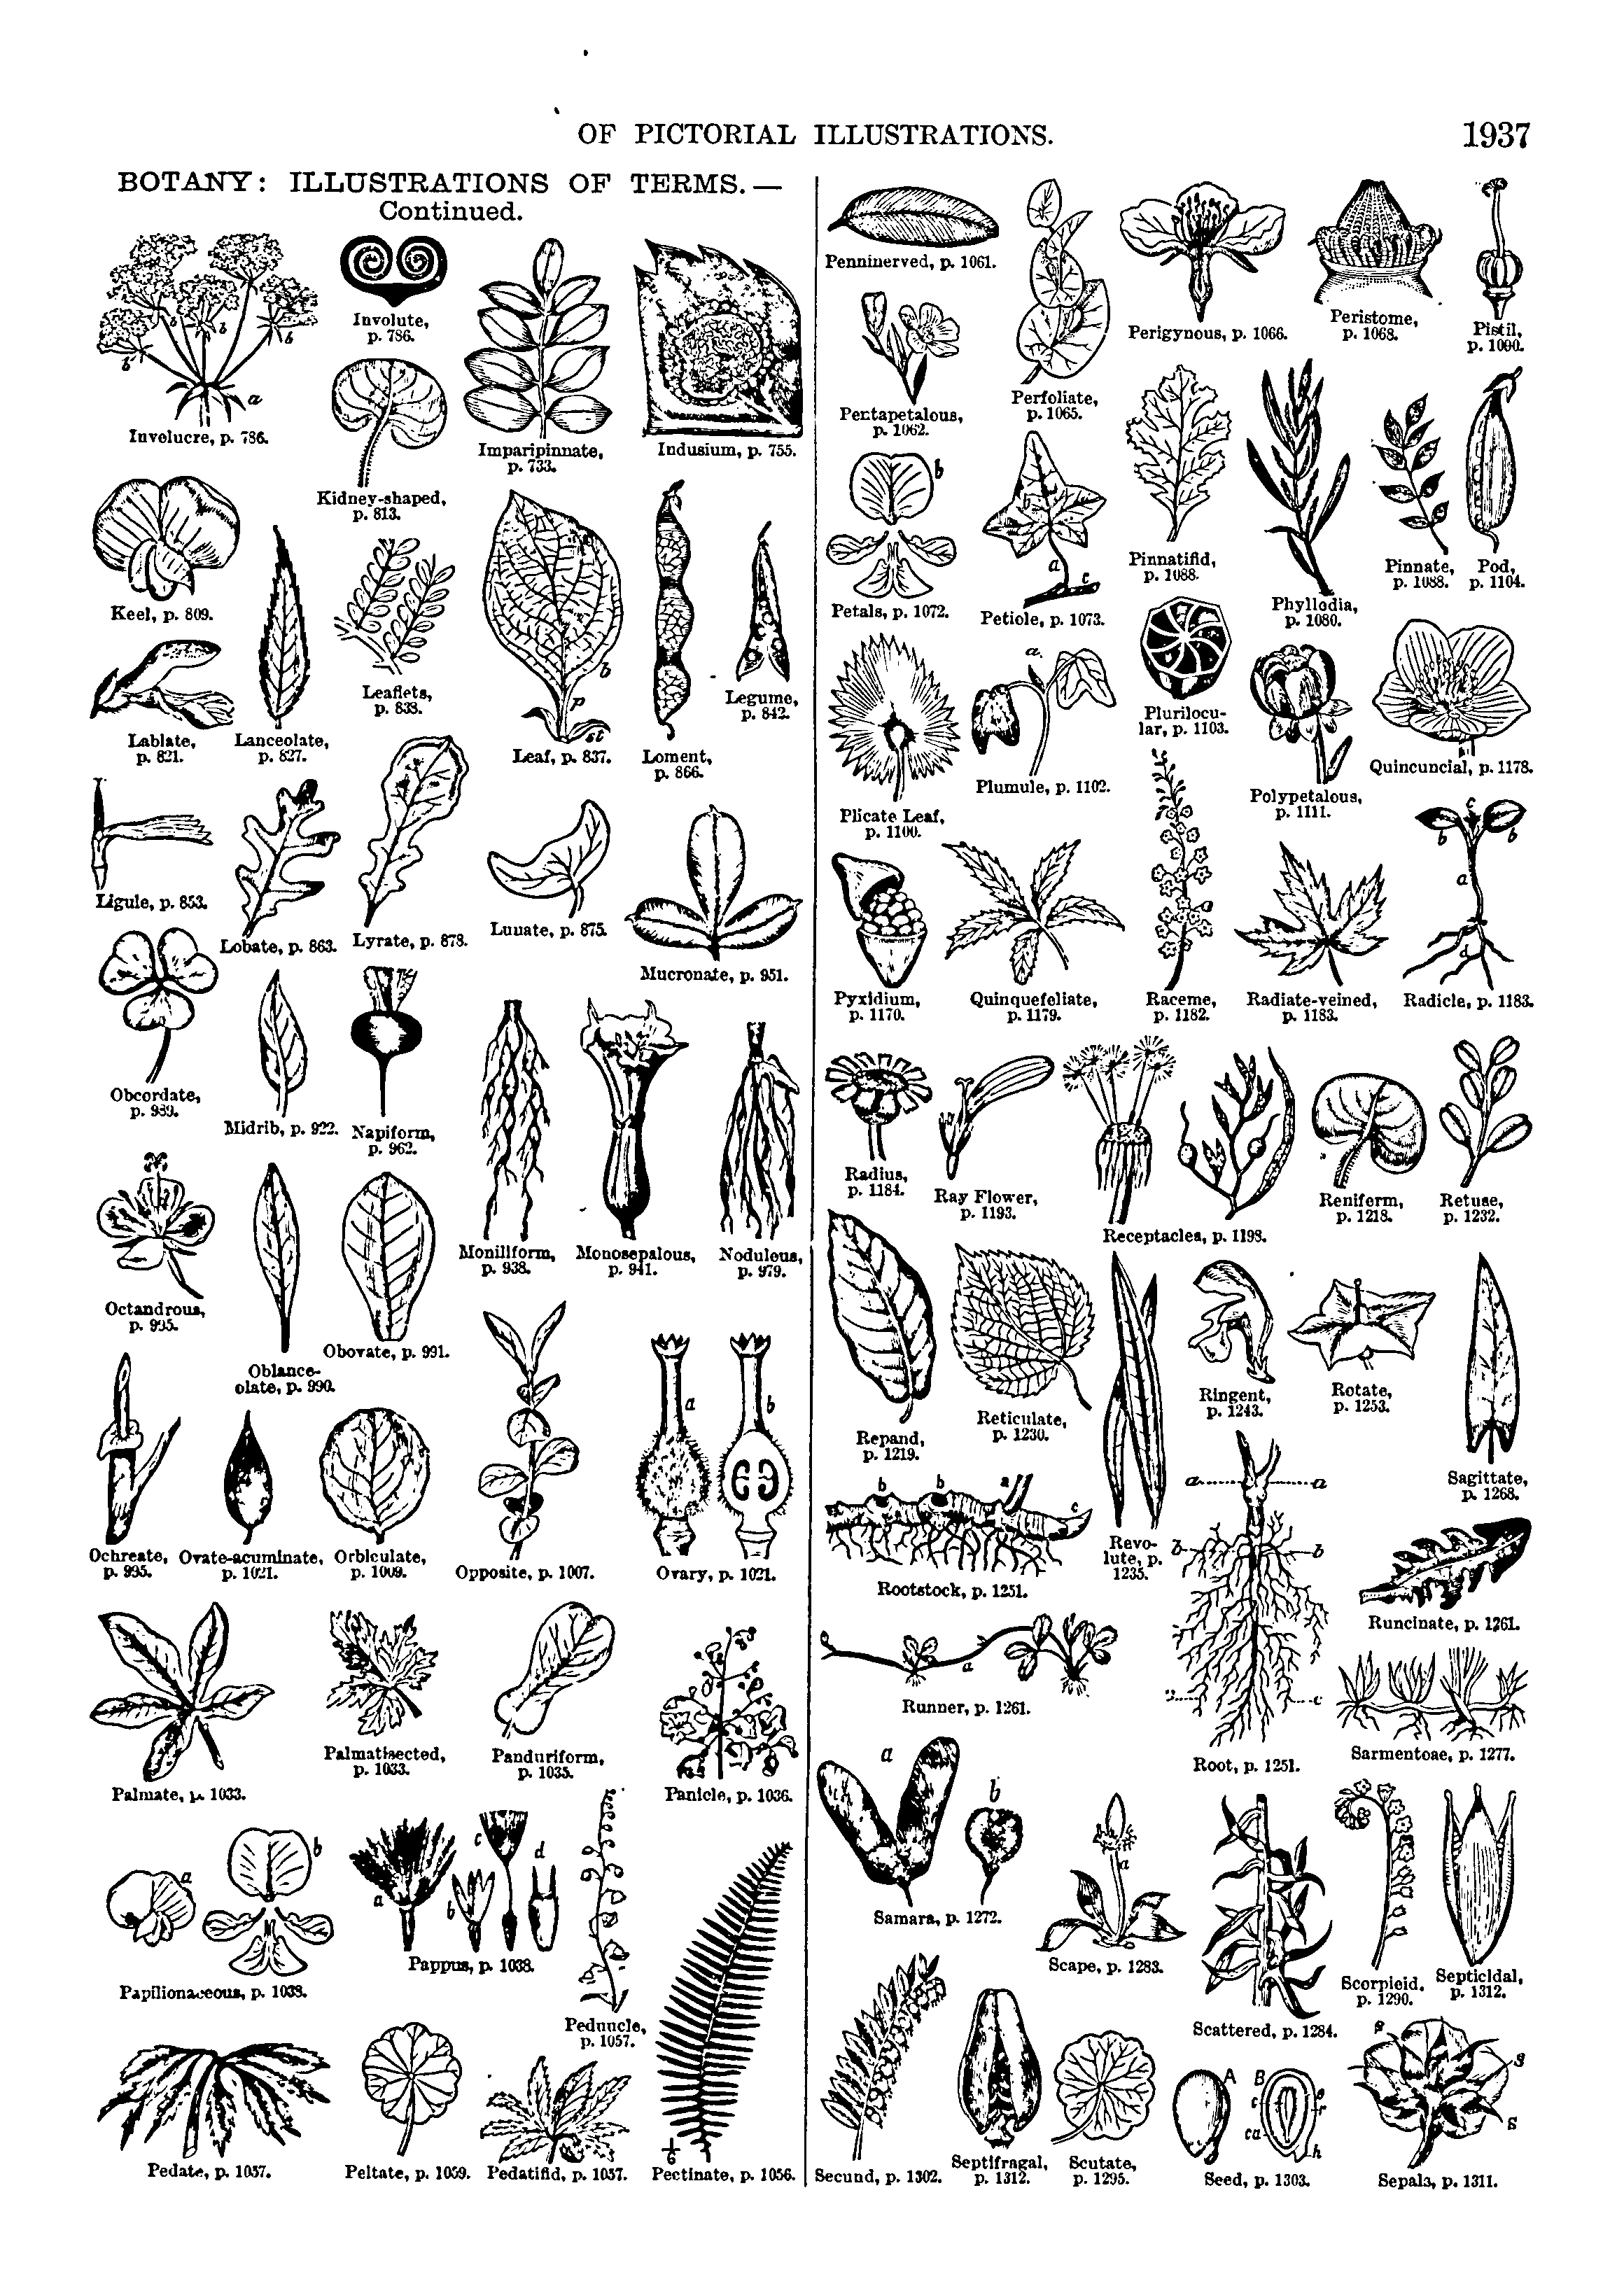 OF PICTORIAL ILLUSTRATIONS.
1937
BOTANY: ILLUSTRATIONS OF TERMS.—
Continued.
b
b
b
b
a
Involucre, p. 786.
Involute,
p. 786.
Kidney-shaped,
p. 813.
Imparipinnate,
p. 733.
Indusium, p. 755.
Keel, p. 809.
Lablate,
p. 821.
Lanceolate,
p. 827.
Leaflets,
p. 833.
b
p
st
Leaf, p. 837.
Loment,
p. 866.
Legume,
p. 842.
Ligule, p. 853.
Lobate, p. 863.
Lyrate, p. 878.
Lunate, p. 875.
Mucronate, p. 951.
Obcordate,
p. 989.
Midrib, p. 922.
Napiform,
p. 962.
Moniliform,
p. 938.
Monosepalous,
p. 941.
Nodulous,
p. 979.
Octandrous,
p. 995.
Oblance-
olate, p. 990.
Obovate, p. 991.
Ochreate,
p. 995.
Ovate-acuminate,
p. 1021.
Orbiculate,
p. 1009.
Opposite, p. 1007.
a
b
Ovary, p. 1021.
Palmate, p. 1033.
Palmatisected,
p. 1033.
Panduriform,
p. 1035.
Panicle, p. 1036.
a
b
Papilionaceous, p. 1038.
a
b
c
d
Pappus, p. 1038.
Peduncle,
p. 1057.
Pedate, p. 1057.
Peltate, p. 1059.
Pedatifid, p. 1057.
Pectinate, p. 1056.
Penninerved, p. 1061.
Pentapetalous,
p. 1062.
Perfoliate,
p. 1065.
Perigynous, p. 1066.
Peristome,
p. 1068.
Pistil,
p. 1090.
b
Petals, p. 1072.
a
c
Petiole, p. 1073.
Pinnatifid,
p. 1088.
Phyllodia,
p. 1080.
Pinnate,
p. 1088.
Pod,
p. 1104.
Plicate Leaf,
p. 1100.
a.
Plumule, p. 1102.
Plurilocu-
lar, p. 1103.
Polypetalous,
p. 1111.
Quincuncial, p. 1178.
Pyxidium,
p. 1170.
Quinquefoliate,
p. 1179.
a
Raceme,
p. 1182.
Radiate-veined,
p. 1183.
c
b
b
a
d
Radicle, p. 1183.
Radius,
p. 1184.
Ray Flower,
p. 1193.
Receptacles, p. 1198.
Reniform,
p. 1218.
Retuse,
p. 1232.
Repand,
p. 1219.
Reticulate,
p. 1230.
Revo-
lute, p.
1235.
Ringent,
p. 1243.
Rotate,
p. 1253.
Sagittate,
p. 1268.
b
b
a
c
Rootstock, p. 1251.
a
a
b
b
c
Root, p. 1251.
Runcinate, p. 1261.
a
Runner, p. 1261.
Sarmentose, p. 1277.
a
b
Samara, p. 1272.
a
Scape, p. 1283.
Scattered, p. 1284.
Scorpioid,
p. 1290.
Septicidal,
p. 1312.
Secund, p. 1302.
Septifragal,
p. 1312.
Scutate,
p. 1295.
A
B
c
e
r
ca
h
Seed, p. 1303.
s
s
s
Sepals, p. 1311.